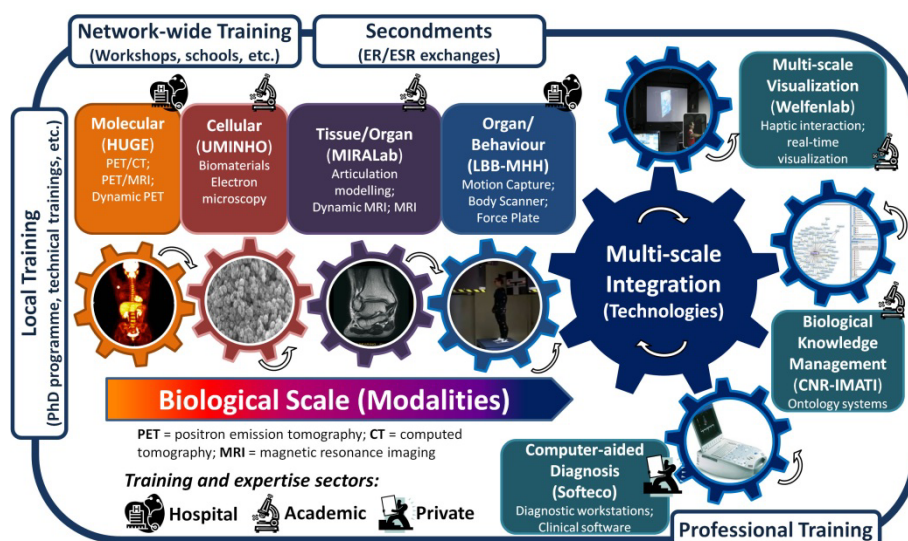 Network-wide Training
(Workshops, schools, etc.)
Secondments
(ER/ESR exchanges)
Local Training
(PhD programme, technical trainings, etc.)
Molecular
(HUGE)
PET/CT;
PET/MRI;
Dynamic PET
Cellular
(UMINHO)
Biomaterials
Electron
microscopy
Tissue/Organ
(MIRALab)
Articulation
modelling;
Dynamic MRI; MRI
Organ/
Behaviour
(LBB-MHH)
Motion Capture;
Body Scanner;
Force Plate
Multi-scale
Visualization
(Welfenlab)
Haptic interaction;
real-time
visualization
Multi-scale
Integration
(Technologies)
Biological
Knowledge
Management
(CNR-IMATI)
Ontology systems
Biological Scale (Modalities)
PET = positron emission tomography; CT = computed
tomography; MRI = magnetic resonance imaging
Computer-aided
Diagnosis
(Softeco)
Diagnostic workstations;
Clinical software
Training and expertise sectors:
Hospital
Academic
Private
Professional Training